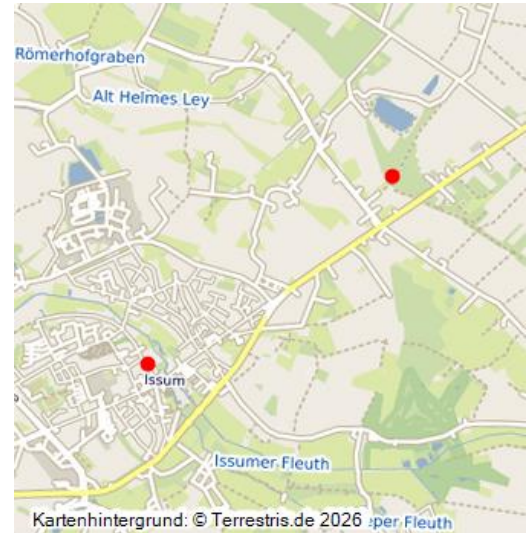 Römerhofgraben
Alt Helmes Ley
Issum
Issumer Fleuth
Kartenhintergrund: © Terrestris.de 2026
eper Fleuth